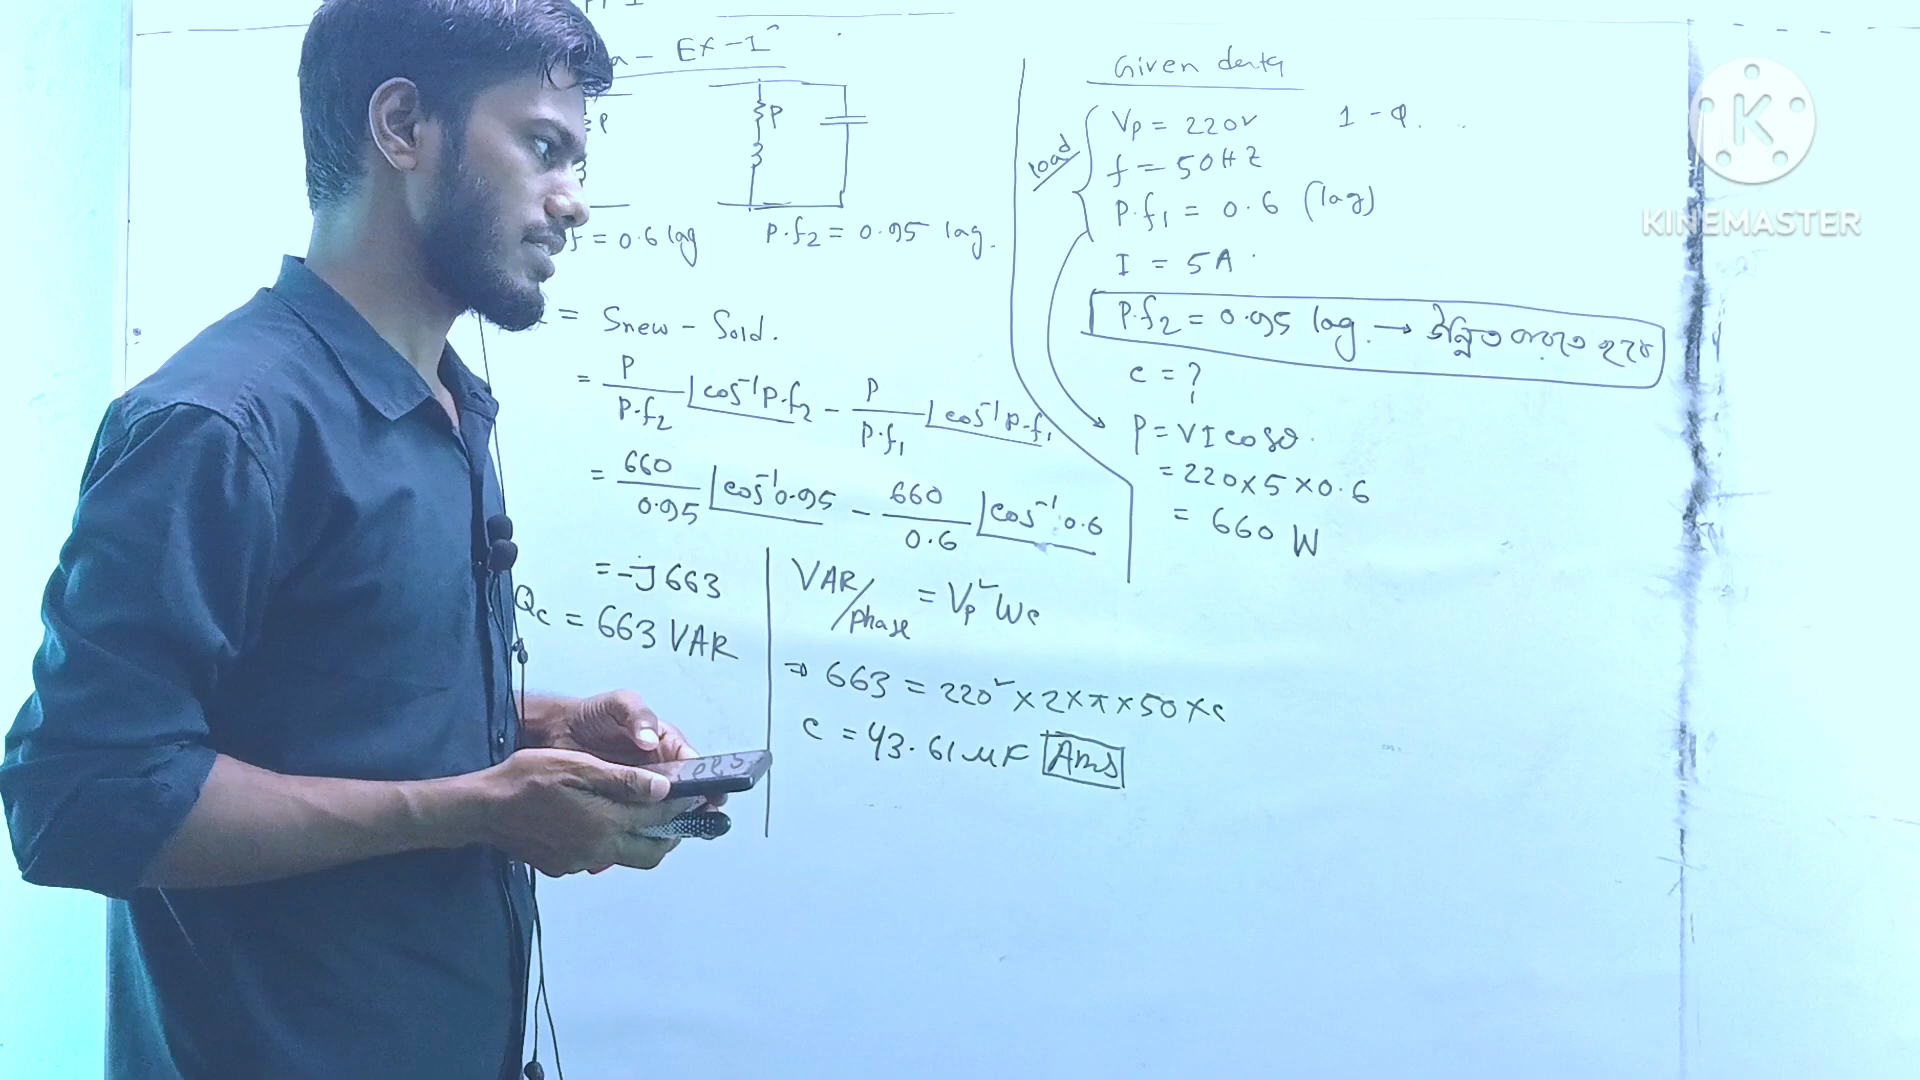 Ex-1
P
P
f = 0.6 lag
P.f₂ = 0.95 lag.
= Snew - Sold.
= P/P.f₂ ∠cos⁻¹P.f₂ - P/P.f₁ ∠cos⁻¹P.f₁
= 660/0.95 ∠cos⁻¹0.95 - 660/0.6 ∠cos⁻¹0.6
= -J663
Qc = 663 VAR
VAR/phase = Vp²Wc
⇒ 663 = 220² × 2 × π × 50 × c
c = 43.61 μF Ans
Given data
load
Vp = 220v 1-φ.
f = 50HZ
P.f₁ = 0.6 (lag)
I = 5A.
P.f₂ = 0.95 lag. → উন্নিত করতে হবে
c = ?
P = VI cosθ.
= 220×5×0.6
= 660 W
K
KINEMASTER